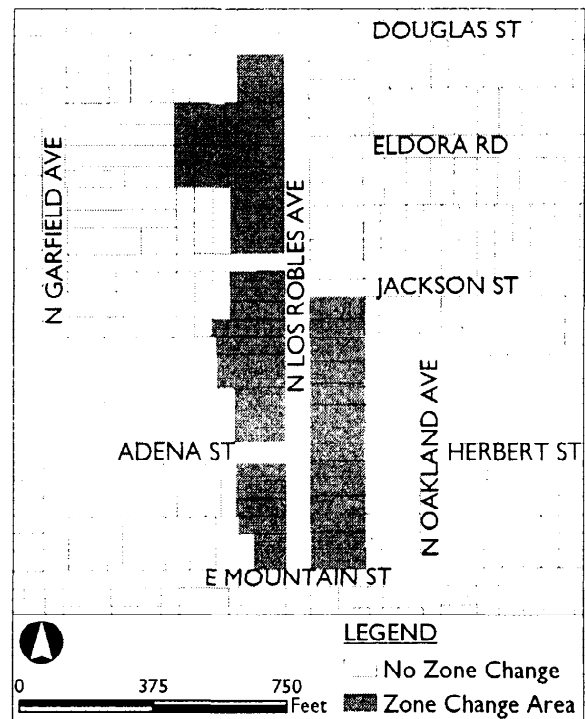 DOUGLAS ST
ELDORA RD
N GARFIELD AVE
N LOS ROBLES AVE
JACKSON ST
N OAKLAND AVE
ADENA ST
HERBERT ST
E MOUNTAIN ST
LEGEND
No Zone Change
Zone Change Area
0 375 750
Feet